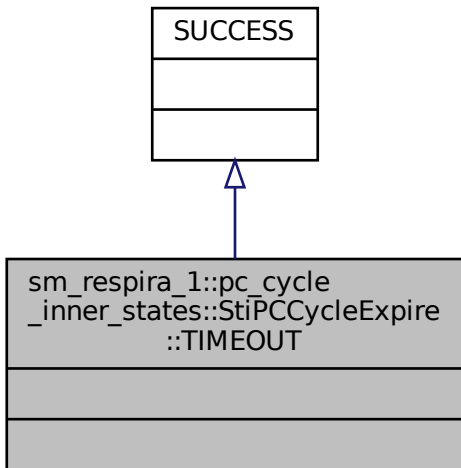 SUCCESS
sm_respira_1::pc_cycle
_inner_states::StiPCCycleExpire
::TIMEOUT